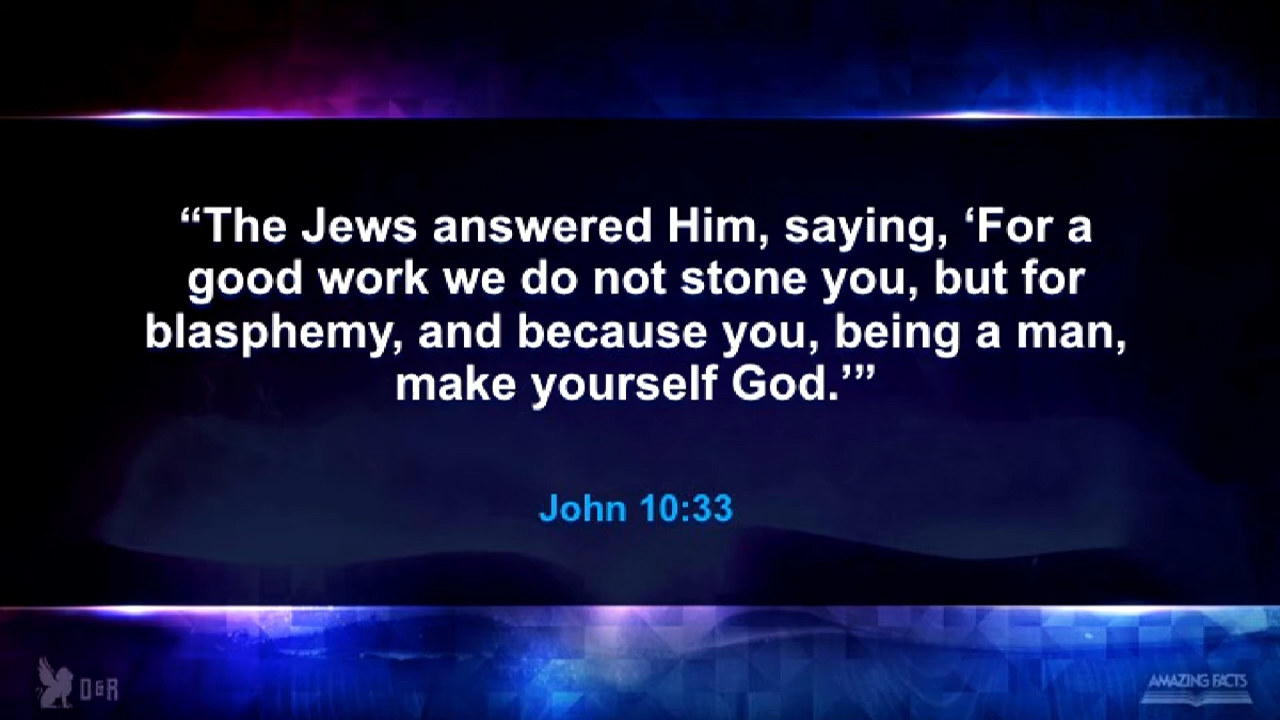 “The Jews answered Him, saying, ‘For a
good work we do not stone you, but for
blasphemy, and because you, being a man,
make yourself God.’”
John 10:33
D&R
AMAZING FACTS